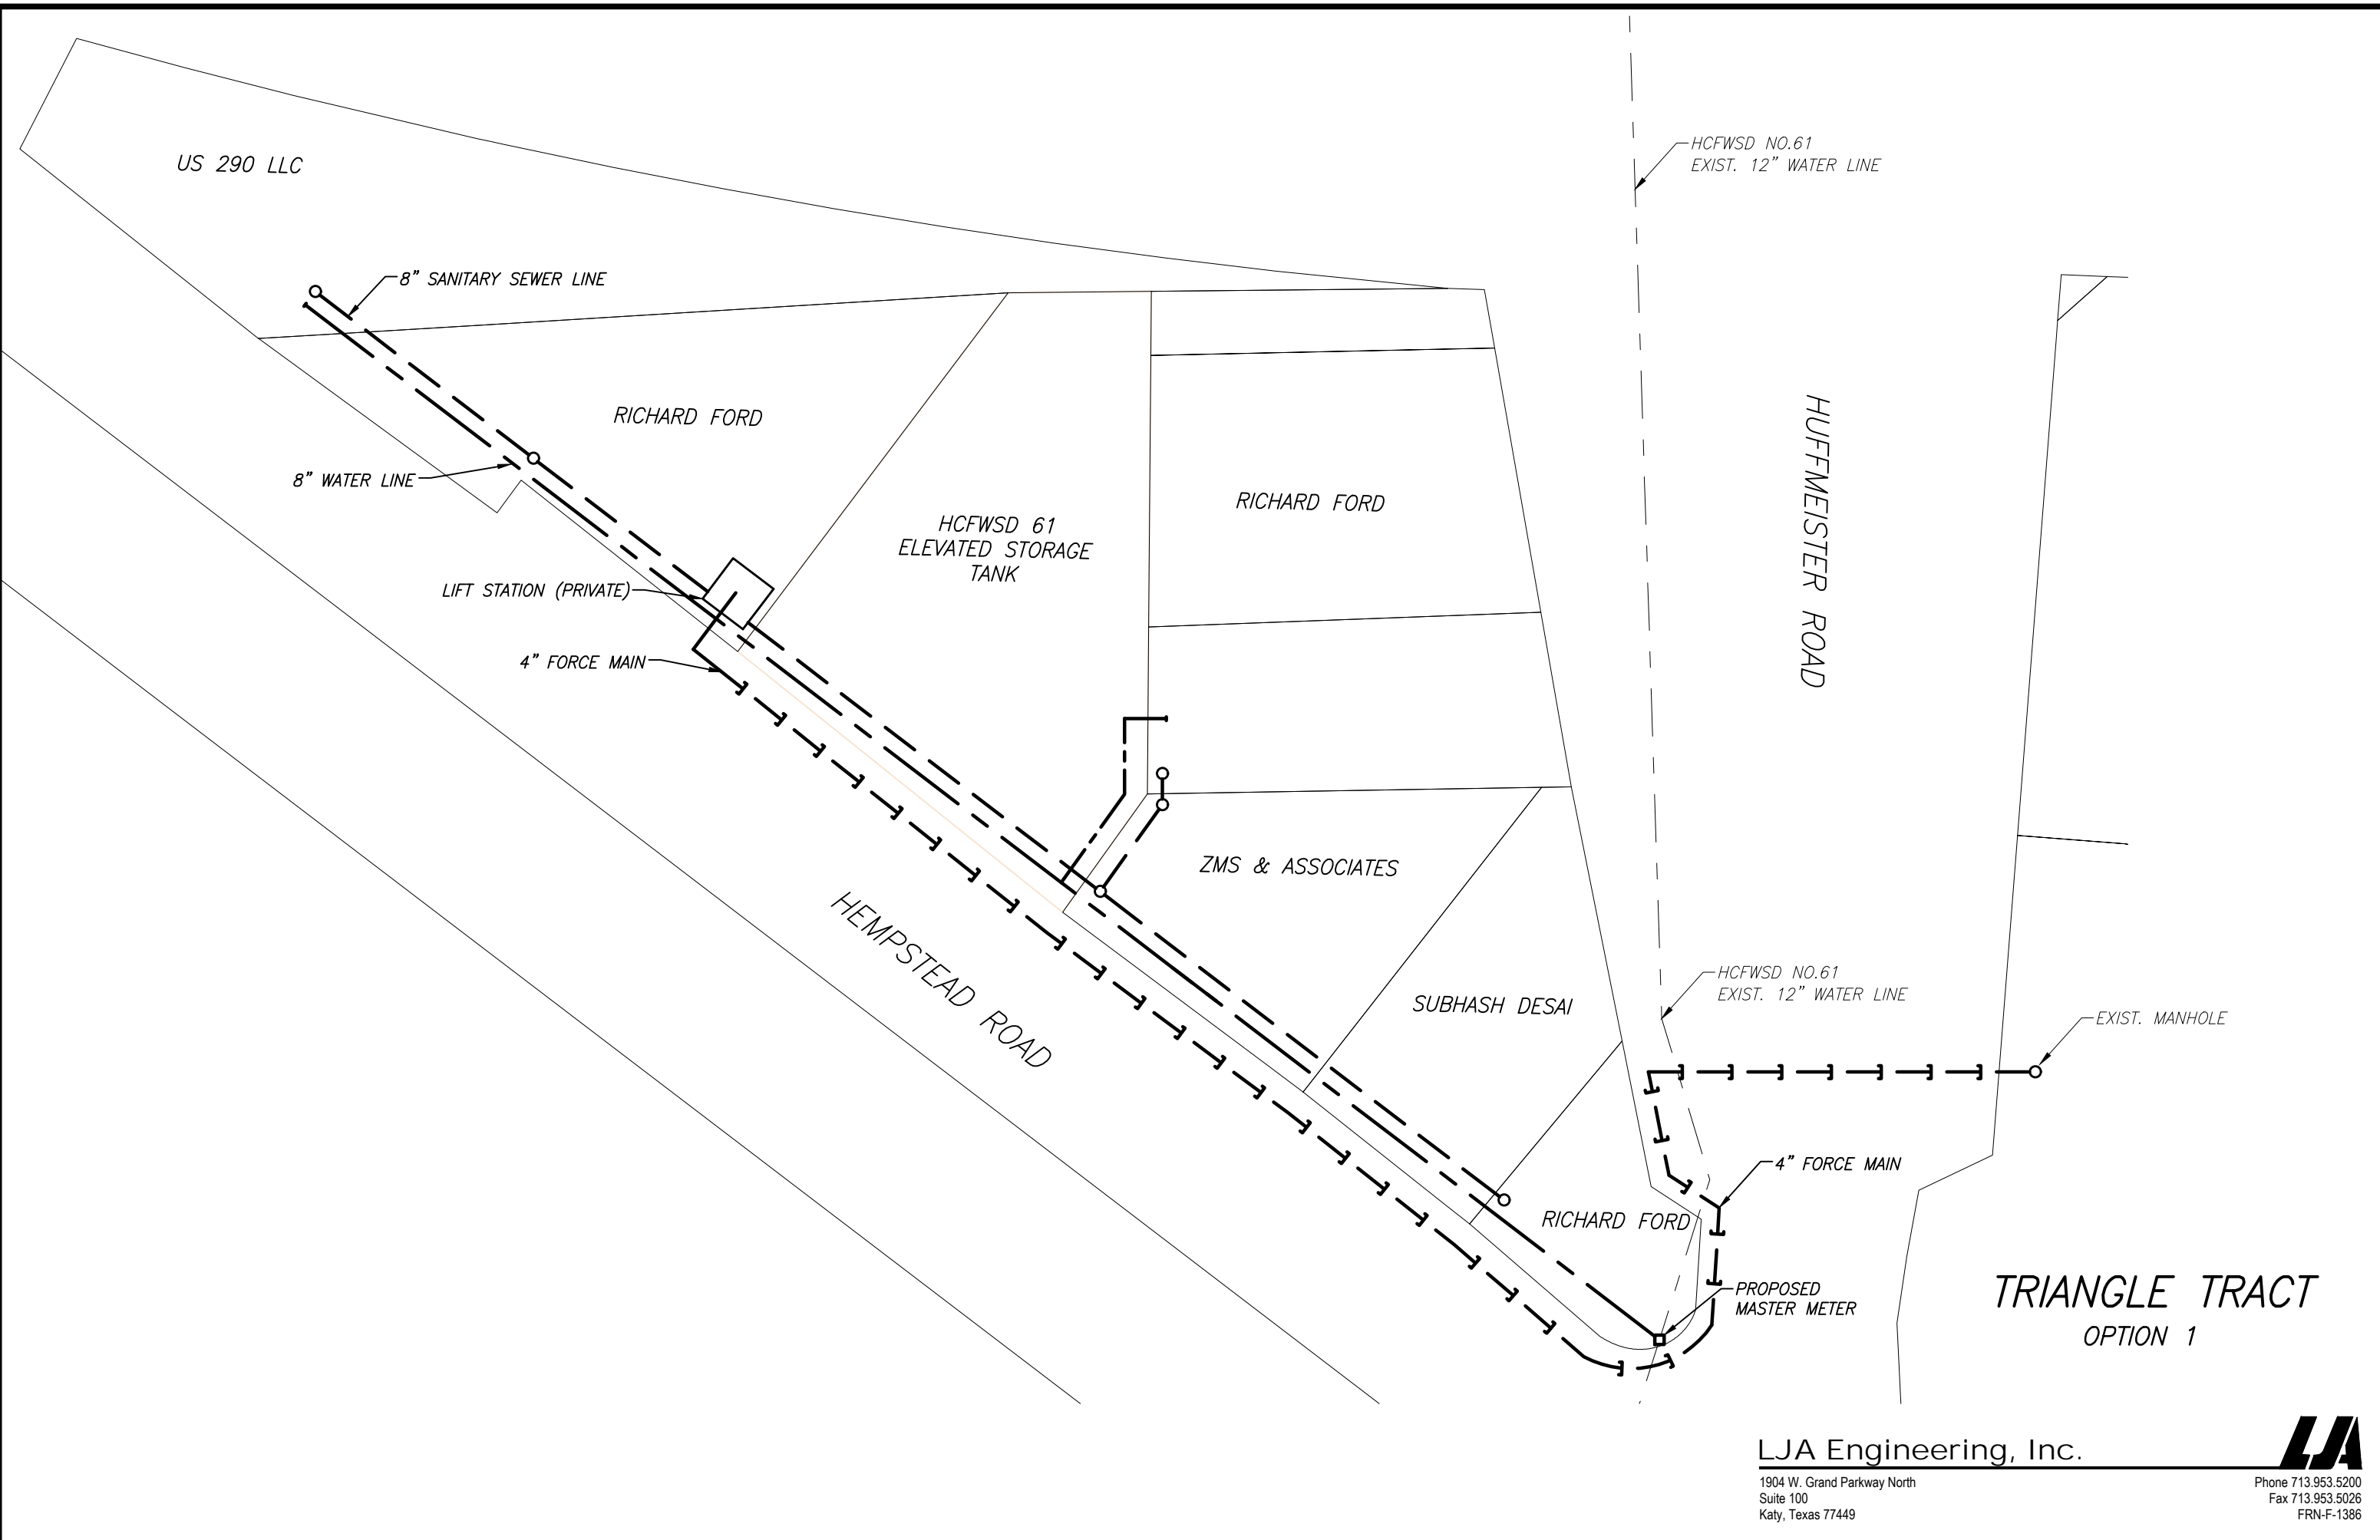 HCFWSD NO.61
EXIST. 12" WATER LINE
US 290 LLC
8" SANITARY SEWER LINE
RICHARD FORD
8" WATER LINE
RICHARD FORD
HCFWSD 61
ELEVATED STORAGE
TANK
HUFFMEISTER ROAD
LIFT STATION (PRIVATE)
4" FORCE MAIN
ZMS & ASSOCIATES
HEMPSTEAD ROAD
HCFWSD NO.61
EXIST. 12" WATER LINE
SUBHASH DESAI
EXIST. MANHOLE
4" FORCE MAIN
RICHARD FORD
PROPOSED
MASTER METER
TRIANGLE TRACT
OPTION 1
LJA Engineering, Inc.
LJA
1904 W. Grand Parkway North
Suite 100
Katy, Texas 77449
Phone 713.953.5200
Fax 713.953.5026
FRN-F-1386